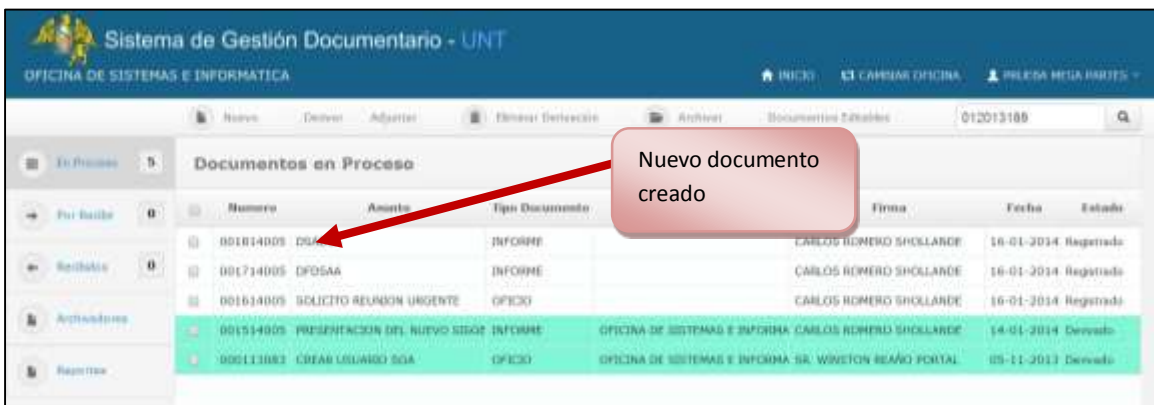 Sistema de Gestión Documentario - UNT
OFICINA DE SISTEMAS E INFORMATICA
INICIO CAMBIAR OFICINA PRUEBA MESA PARTES
Nuevo Derivar Adjuntar Eliminar Derivación Archivar Documentos Editables 012013188
En Proceso 5
Documentos en Proceso
Nuevo documento
creado
Por Recibir 0
Numero Asunto Tipo Documento Firma Fecha Estado
001814005 INFORME CARLOS ROMERO SHOLLANDE 16-01-2014 Registrado
Recibidos 0
001714005 DFDSAA INFORME CARLOS ROMERO SHOLLANDE 16-01-2014 Registrado
001614005 SOLICITO REUNION URGENTE OFICIO CARLOS ROMERO SHOLLANDE 16-01-2014 Registrado
Archivadores
001514005 PRESENTACION DEL NUEVO SISGE INFORME OFICINA DE SISTEMAS E INFORMA CARLOS ROMERO SHOLLANDE 14-01-2014 Derivado
000113083 CREAR USUARIO SGA OFICIO OFICINA DE SISTEMAS E INFORMA SR. WINSTON REAÑO PORTAL 05-11-2013 Derivado
Reportes